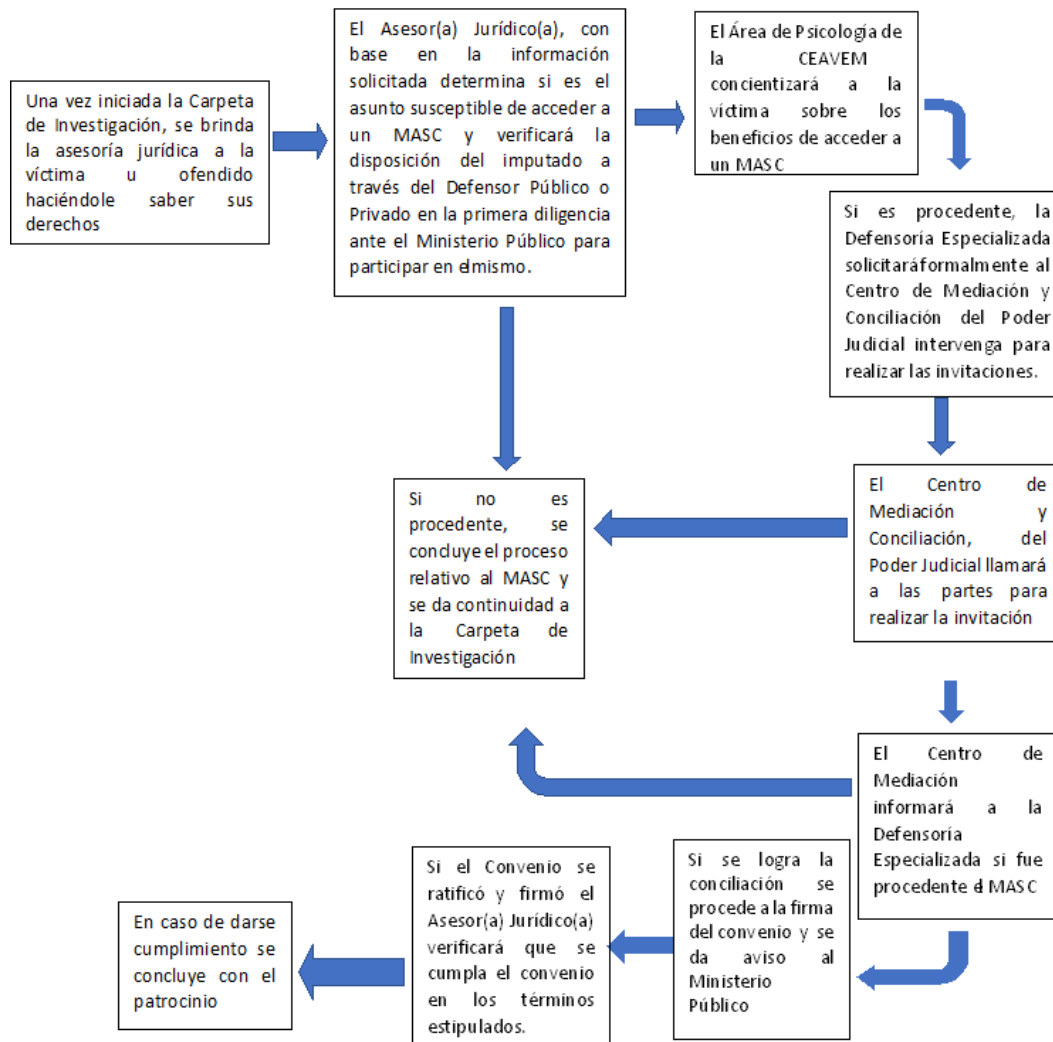 Una vez iniciada la Carpeta
de Investigación, se brinda
la asesoría jurídica a la
víctima u ofendido
haciéndole saber sus
derechos
El Asesor(a) Jurídico(a), con
base en la información
solicitada determina si es el
asunto susceptible de acceder a
un MASC y verificará la
disposición del imputado a
través del Defensor Público o
Privado en la primera diligencia
ante el Ministerio Público para
participar en elmismo.
El Área de Psicología de
la CEAVEM
concientizará a la
víctima sobre los
beneficios de acceder a
un MASC
Si es procedente, la
Defensoría Especializada
solicitaráformalmente al
Centro de Mediación y
Conciliación del Poder
Judicial intervenga para
realizar las invitaciones.
El Centro de
Mediación y
Conciliación, del
Poder Judicial llamará
a las partes para
realizar la invitación
Si no es
procedente, se
concluye el proceso
relativo al MASC y
se da continuidad a
la Carpeta de
Investigación
El Centro de
Mediación
informará a la
Defensoría
Especializada si fue
procedente el MASC
Si se logra la
conciliación se
procede a la firma
del convenio y se
da aviso al
Ministerio
Público
Si el Convenio se
ratificó y firmó el
Asesor(a) Jurídico(a)
verificará que se
cumpla el convenio
en los términos
estipulados.
En caso de darse
cumplimiento se
concluye con el
patrocinio